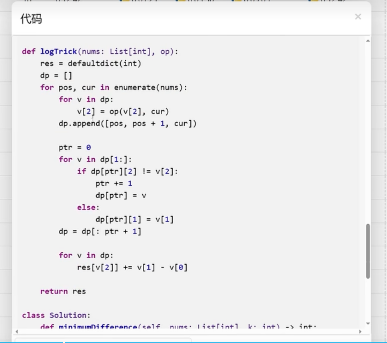 代码
×
def logTrick(nums: List[int], op):
    res = defaultdict(int)
    dp = []
    for pos, cur in enumerate(nums):
        for v in dp:
            v[2] = op(v[2], cur)
        dp.append([pos, pos + 1, cur])

        ptr = 0
        for v in dp[1:]:
            if dp[ptr][2] != v[2]:
                ptr += 1
                dp[ptr] = v
            else:
                dp[ptr][1] = v[1]
        dp = dp[: ptr + 1]

        for v in dp:
            res[v[2]] += v[1] - v[0]

    return res

class Solution:
    def minimumDifference(self, nums: List[int], k: int) -> int: